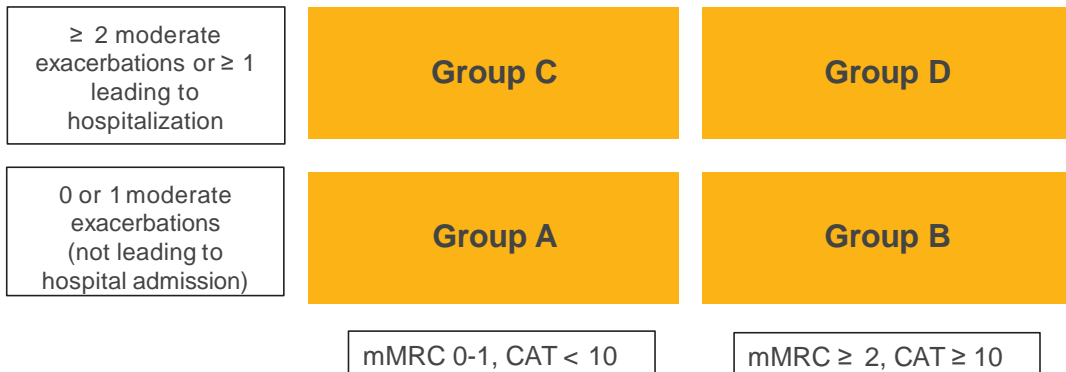 ≥ 2 moderate
exacerbations or ≥ 1
leading to
hospitalization
Group C
Group D
0 or 1 moderate
exacerbations
(not leading to
hospital admission)
Group A
Group B
mMRC 0-1, CAT < 10
mMRC ≥ 2, CAT ≥ 10